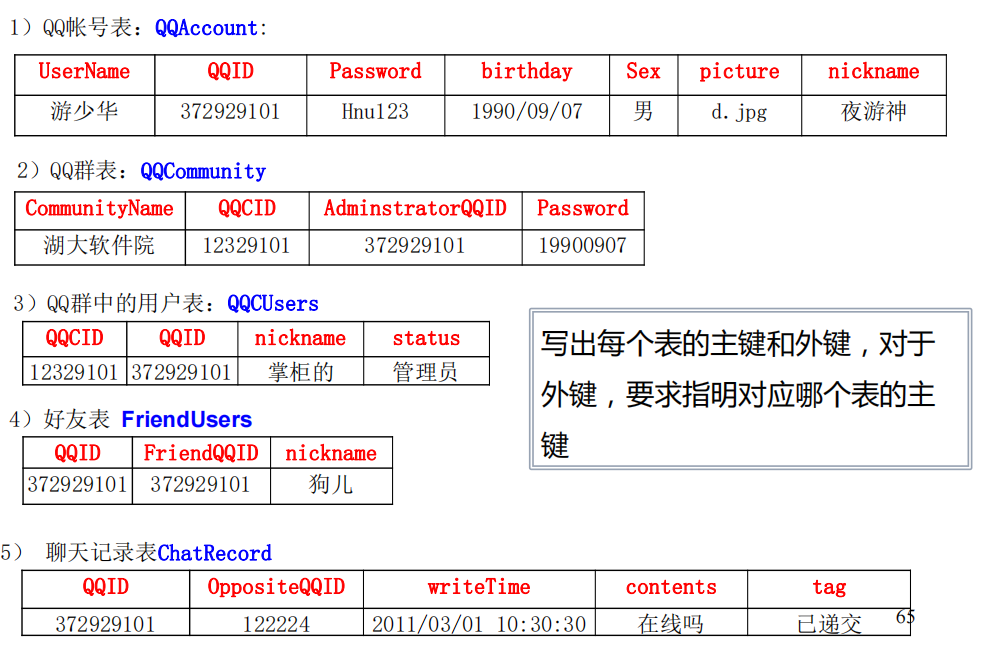 1）QQ帐号表：QQAccount:
UserName QQID Password birthday Sex picture nickname
游少华 372929101 Hnu123 1990/09/07 男 d.jpg 夜游神
2）QQ群表：QQCommunity
CommunityName QQCID AdminstratorQQID Password
湖大软件院 12329101 372929101 19900907
3）QQ群中的用户表：QQCUsers
QQCID QQID nickname status
12329101 372929101 掌柜的 管理员
写出每个表的主键和外键，对于
外键，要求指明对应哪个表的主
键
4）好友表 FriendUsers
QQID FriendQQID nickname
372929101 372929101 狗儿
5） 聊天记录表ChatRecord
QQID OppositeQQID writeTime contents tag
372929101 122224 2011/03/01 10:30:30 在线吗 已递交
65